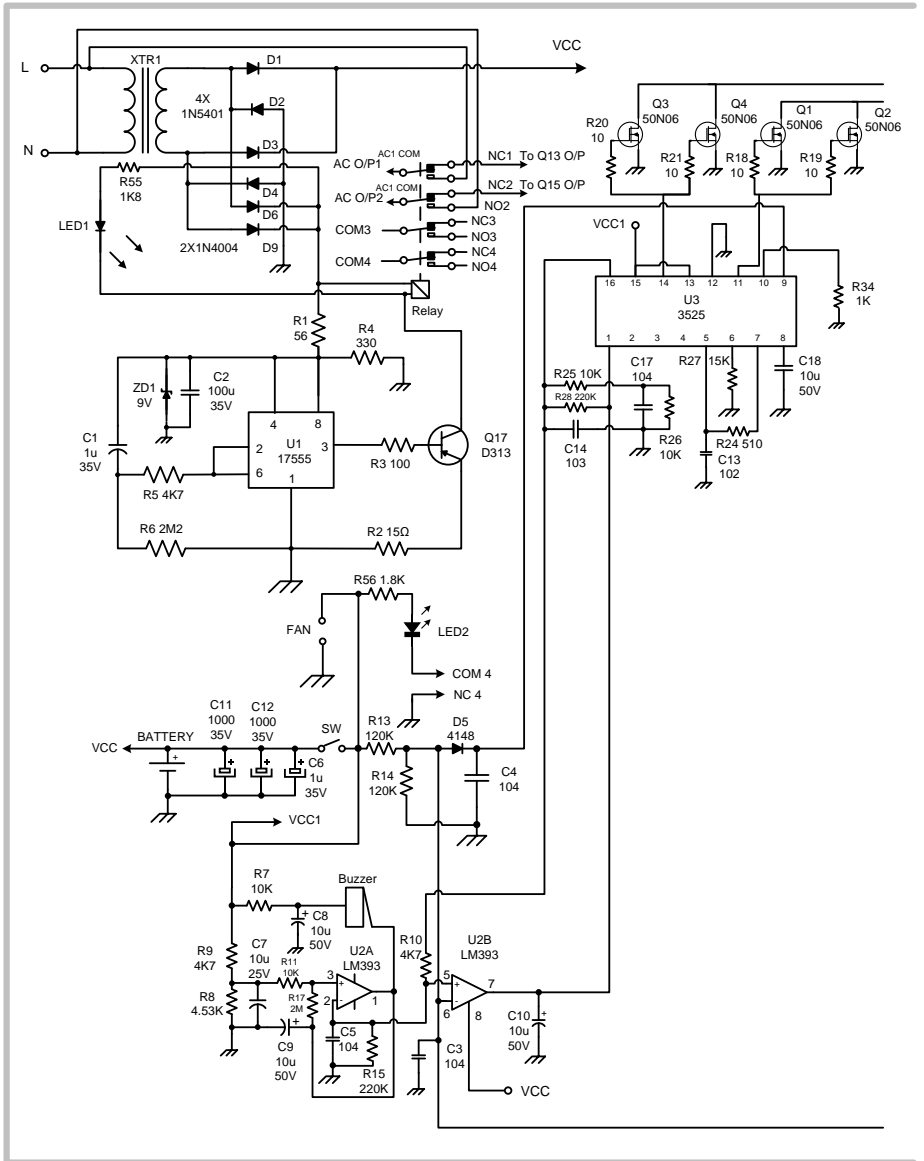 L
N
XTR1
D1
4X
1N5401
D2
D3
D4
D6
2X1N4004
D9
VCC
R55
1K8
LED1
AC O/P1
AC1 COM
NC1 To Q13 O/P
AC O/P2
AC1 COM
NC2 To Q15 O/P
NO2
COM3
NC3
NO3
COM4
NC4
NO4
Relay
R1
56
R4
330
ZD1
9V
C2
100u
35V
C1
1u
35V
4
8
2
6
U1
17555
3
1
R3 100
Q17
D313
R5 4K7
R6 2M2
R2 15Ω
Q3
50N06
Q4
50N06
Q1
50N06
Q2
50N06
R20
10
R21
10
R18
10
R19
10
VCC1
16
15
14
13
12
11
10
9
U3
3525
1
2
3
4
5
6
7
8
R34
1K
R25 10K
R28 220K
C14
103
C17
104
R26
10K
R27 15K
R24 510
C13
102
C18
10u
50V
FAN
R56 1.8K
LED2
COM 4
NC 4
VCC
BATTERY
+
C11
1000
35V
+
C12
1000
35V
+
C6
1u
35V
+
SW
R13
120K
R14
120K
D5
4148
C4
104
VCC1
R7
10K
Buzzer
C8
10u
50V
+
R9
4K7
R8
4.53K
C7
10u
25V
R11
10K
R17
2M
C9
10u
50V
+
U2A
LM393
3
2
1
+
-
C5
104
R15
220K
R10
4K7
U2B
LM393
5
6
7
8
+
-
C3
104
VCC
C10
10u
50V
+